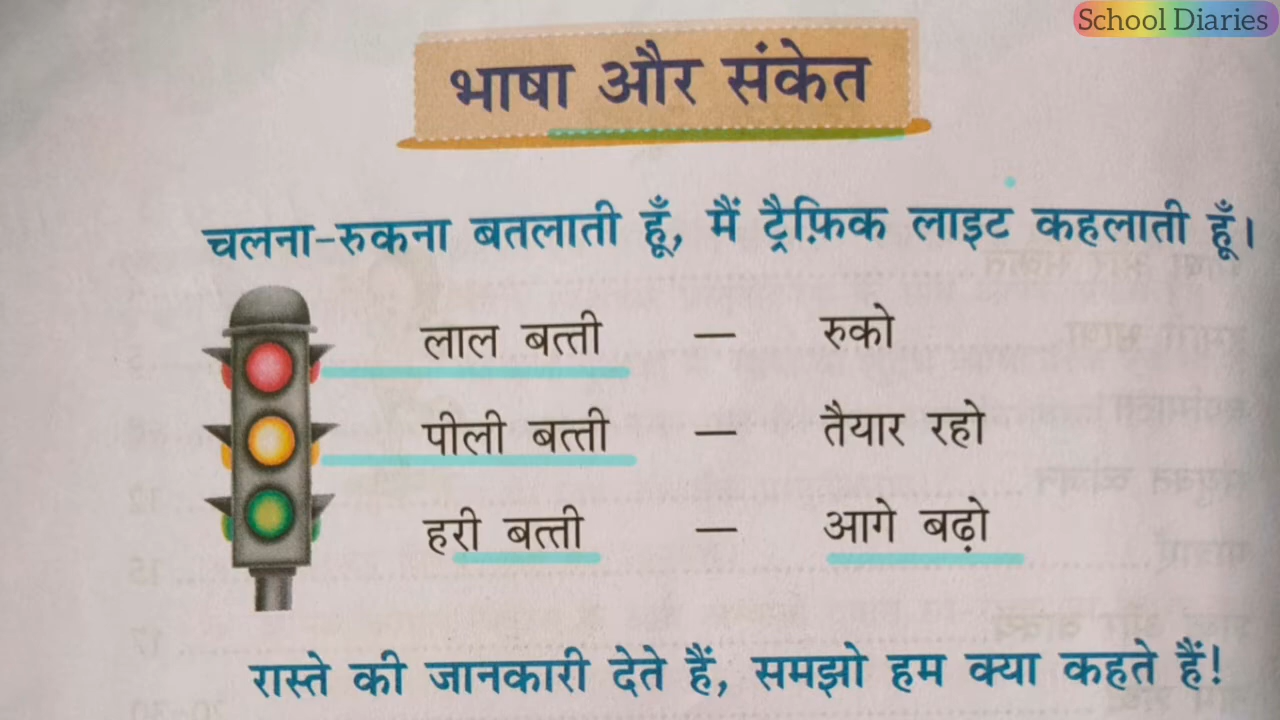 School Diaries
भाषा और संकेत
चलना-रुकना बतलाती हूँ, मैं ट्रैफ़िक लाइट कहलाती हूँ।
लाल बत्ती — रुको
पीली बत्ती — तैयार रहो
हरी बत्ती — आगे बढ़ो
रास्ते की जानकारी देते हैं, समझो हम क्या कहते हैं!